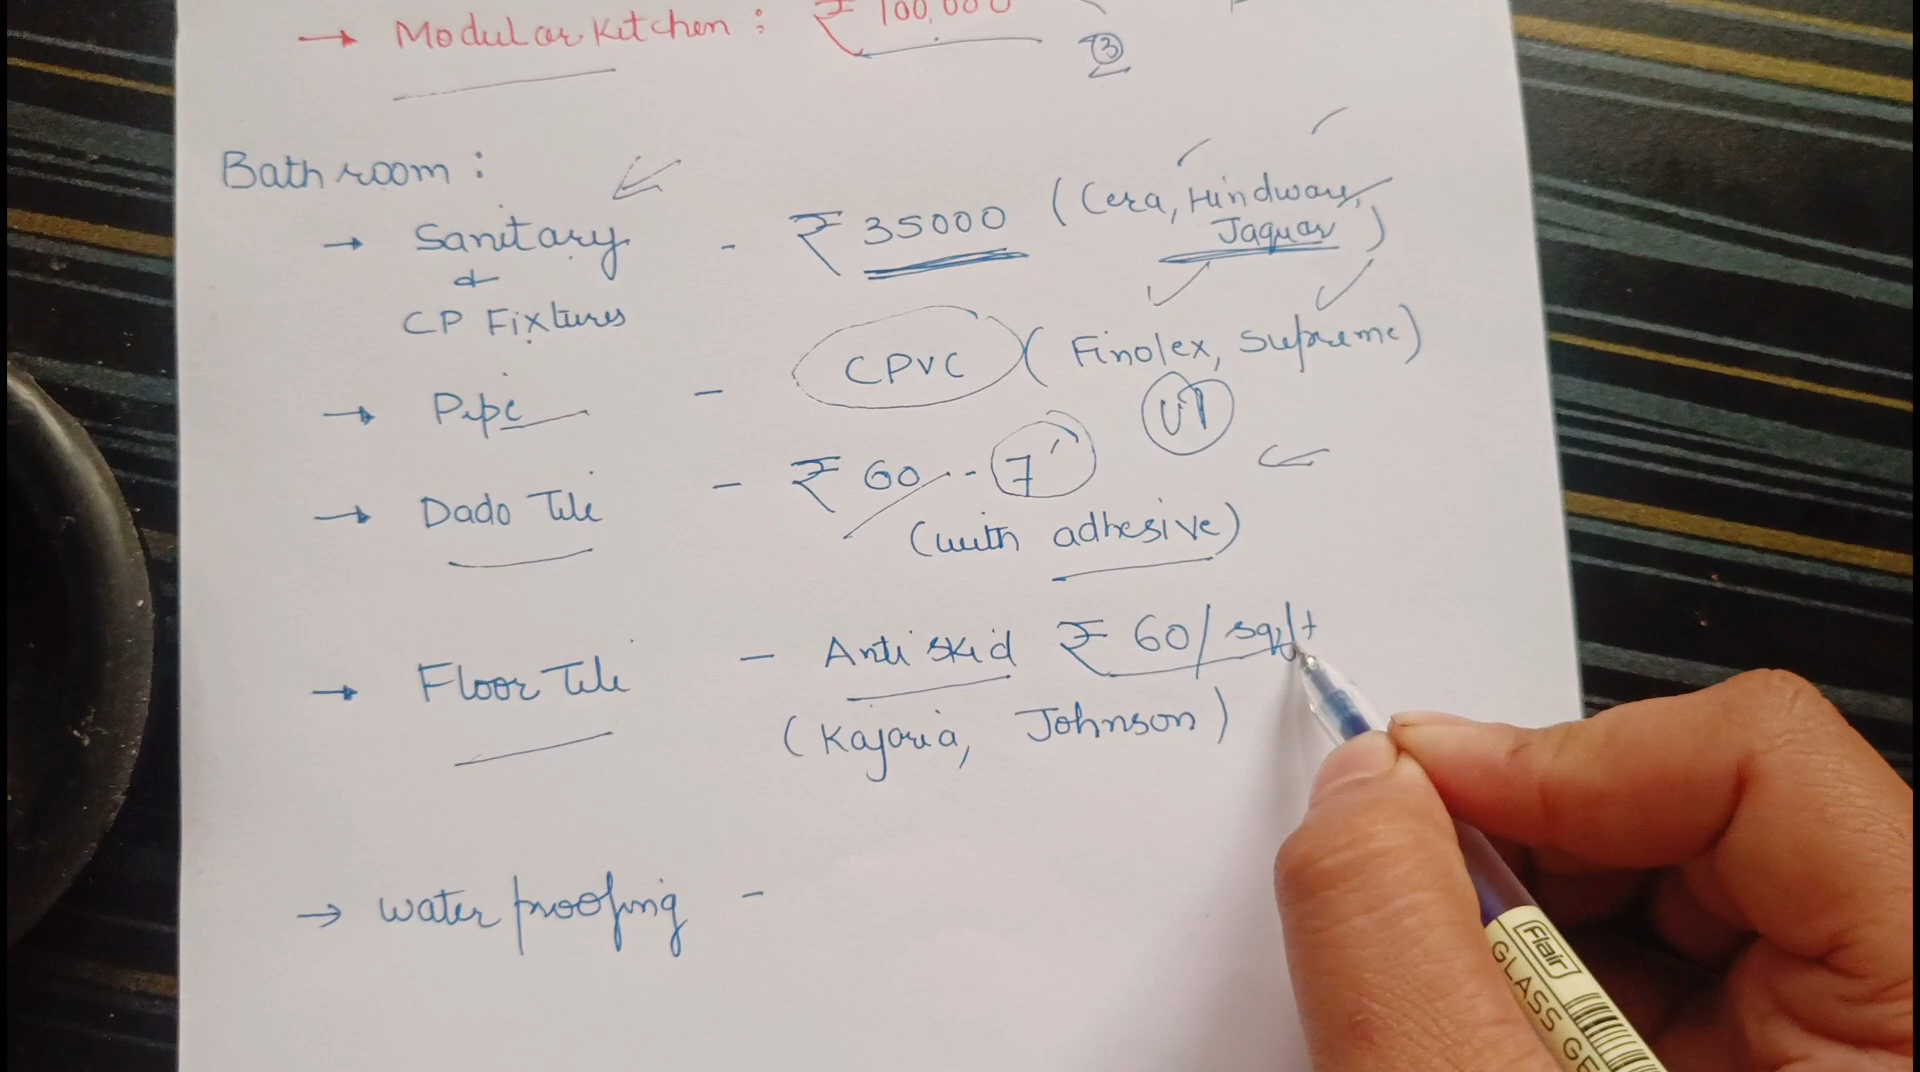 → Modular Kitchen : ₹ 100,000
③
Bathroom :
→ Sanitary - ₹ 35000 (Cera, Hindware,
Jaquar)
&
CP Fixtures
→ Pipe - CPVC (Finolex, Supreme)
→ Dado Tile - ₹ 60 - 7'
(with adhesive)
→ Floor Tile - Anti skid ₹ 60/sqft
(Kajaria, Johnson)
→ water proofing -
Flair
GLASS GE